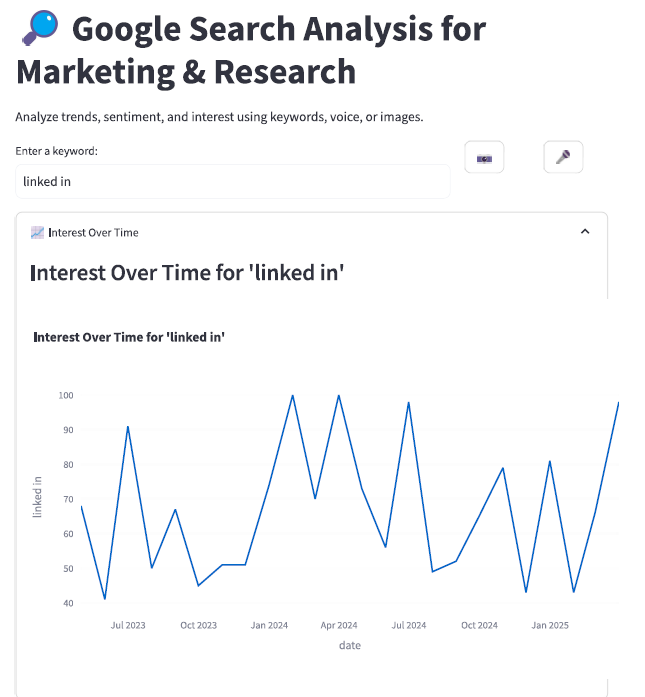 Google Search Analysis for
Marketing & Research
Analyze trends, sentiment, and interest using keywords, voice, or images.
Enter a keyword:
linked in
Interest Over Time
Interest Over Time for 'linked in'
Interest Over Time for 'linked in'
100
90
80
70
60
50
40
linked in
Jul 2023
Oct 2023
Jan 2024
Apr 2024
Jul 2024
Oct 2024
Jan 2025
date